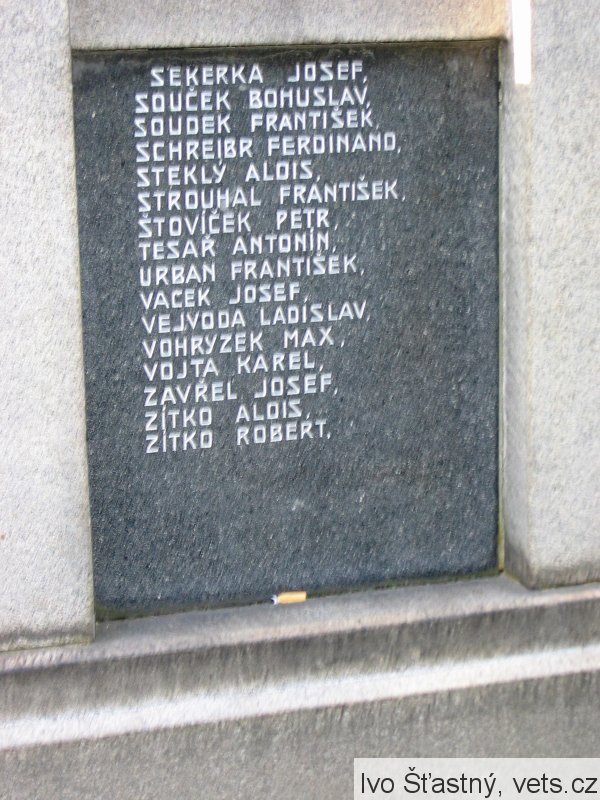 SEKERKA JOSEF,
SOUČEK BOHUSLAV,
SOUDEK FRANTIŠEK,
SCHREJBR FERDINAND,
STEKLÝ ALOIS,
STROUHAL FRANTIŠEK,
ŠTOVÍČEK PETR,
TESAŘ ANTONÍN,
URBAN FRANTIŠEK,
VACEK JOSEF,
VEJVODA LADISLAV,
VOHRYZEK MAX,
VOJTA KAREL,
ZAVŘEL JOSEF,
ZÍTKO ALOIS,
ZÍTKO ROBERT,
Ivo Šťastný, vets.cz